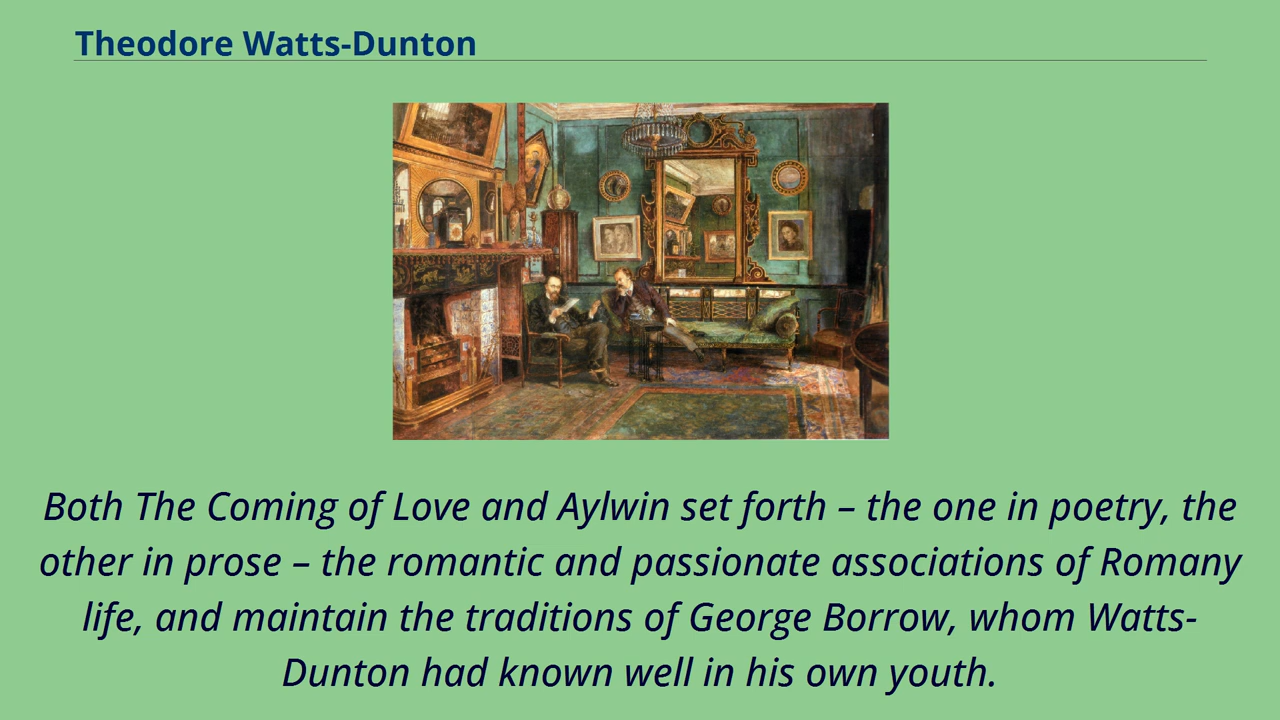 Theodore Watts-Dunton
Both The Coming of Love and Aylwin set forth – the one in poetry, the
other in prose – the romantic and passionate associations of Romany
life, and maintain the traditions of George Borrow, whom Watts-
Dunton had known well in his own youth.